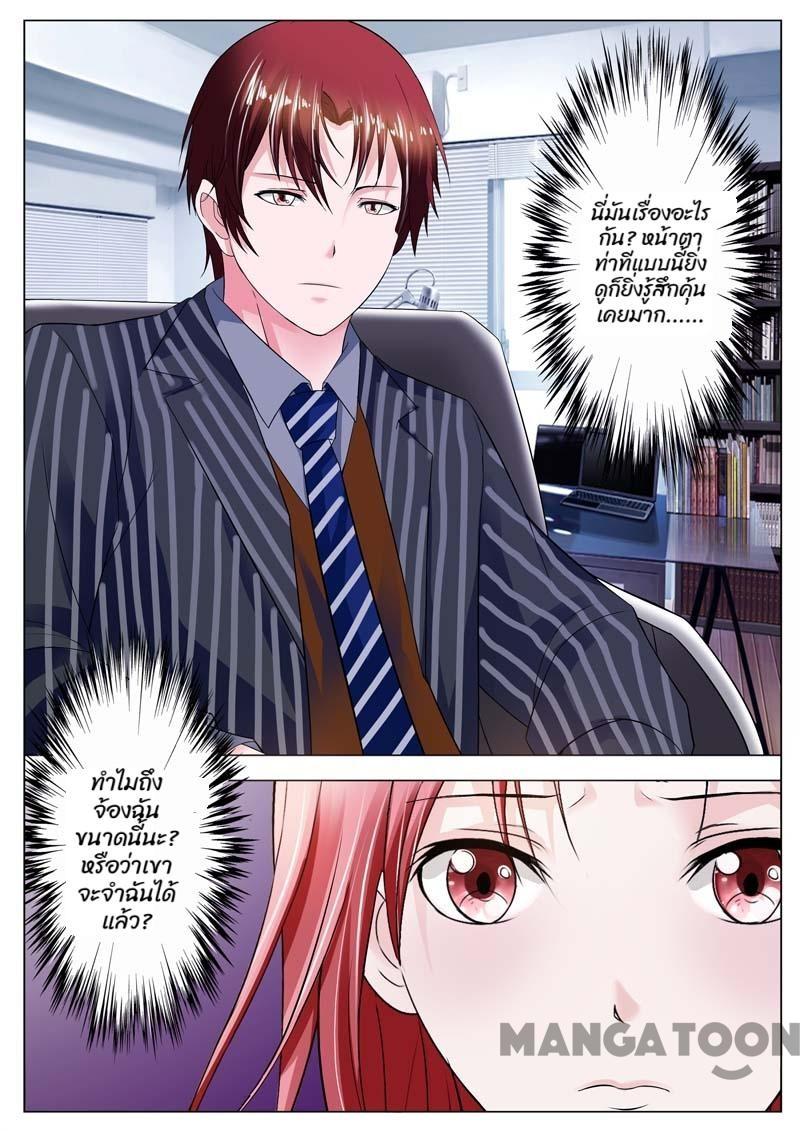 นี่มันเรื่องอะไร
กัน? หน้าตา
ท่าทีแบบนี้ยิ่ง
ดูก็ยิ่งรู้สึกคุ้น
เคยมาก......
ทำไมถึง
จ้องฉัน
ขนาดนี้นะ?
หรือว่าเขา
จะจำฉันได้
แล้ว?
MANGATOON